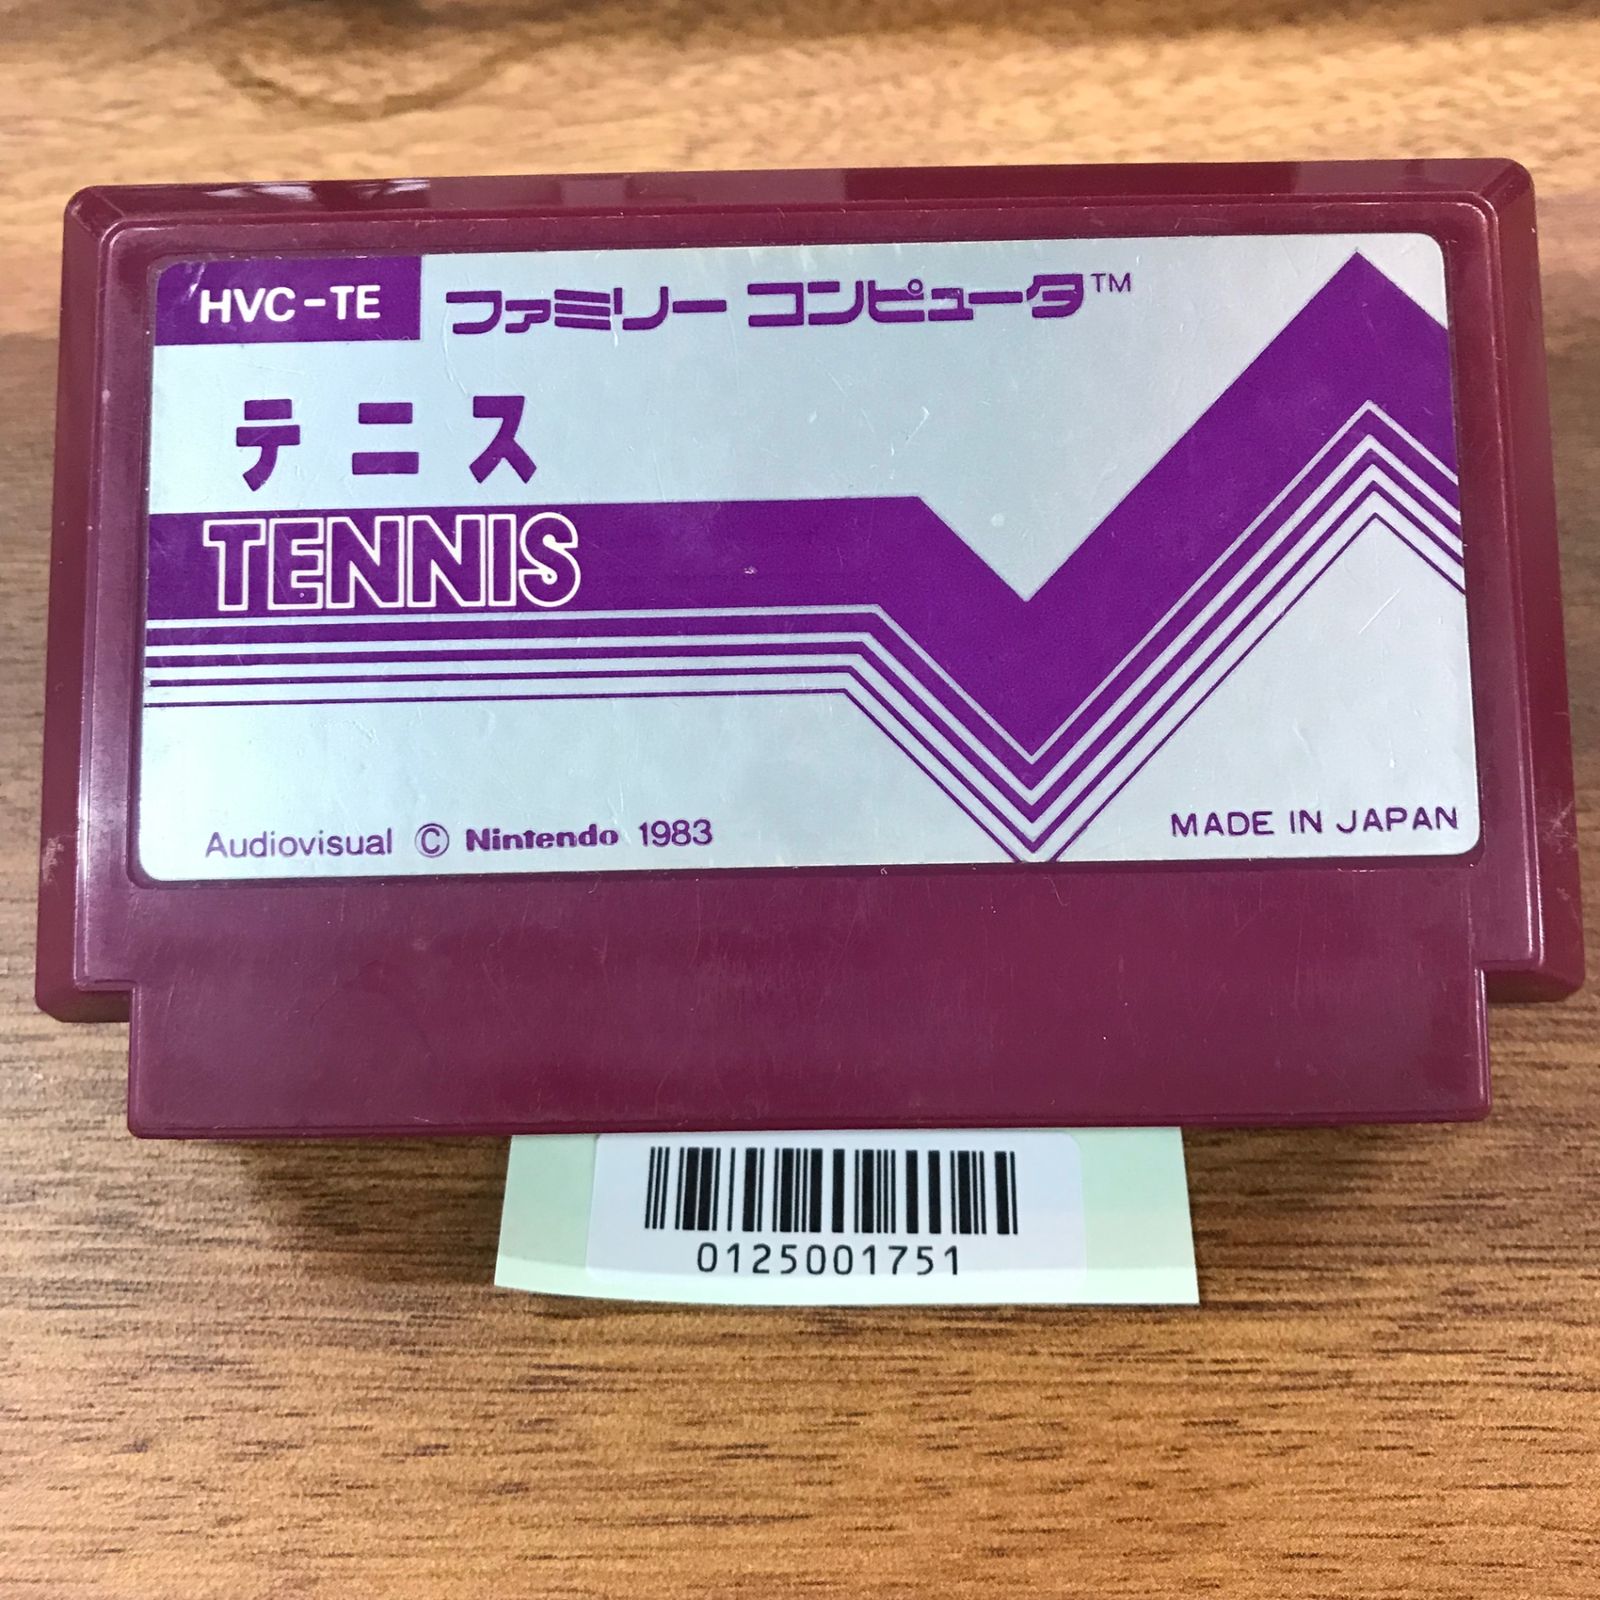 HVC-TE ファミリー コンピュータ™
テニス
TENNIS
Audiovisual © Nintendo 1983
MADE IN JAPAN
0125001751